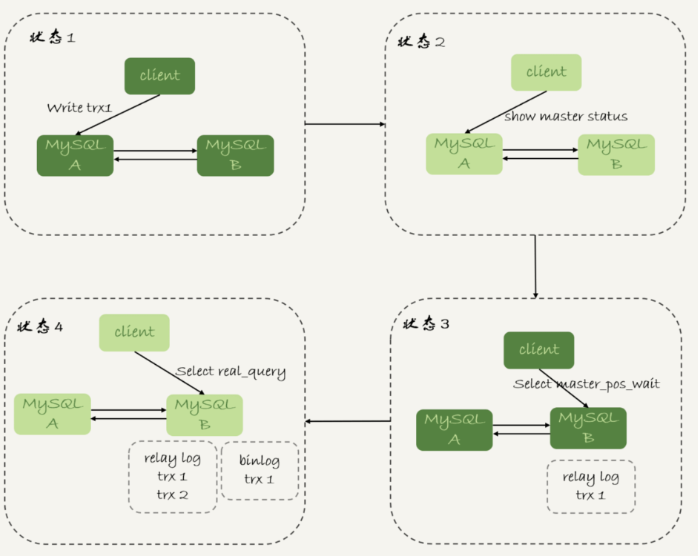 状态1
client
Write trx1
MySQL
A
MySQL
B
状态2
client
show master status
MySQL
A
MySQL
B
状态4
client
Select real_query
MySQL
A
MySQL
B
relay log
trx 1
trx 2
binlog
trx 1
状态3
client
Select master_pos_wait
MySQL
A
MySQL
B
relay log
trx 1